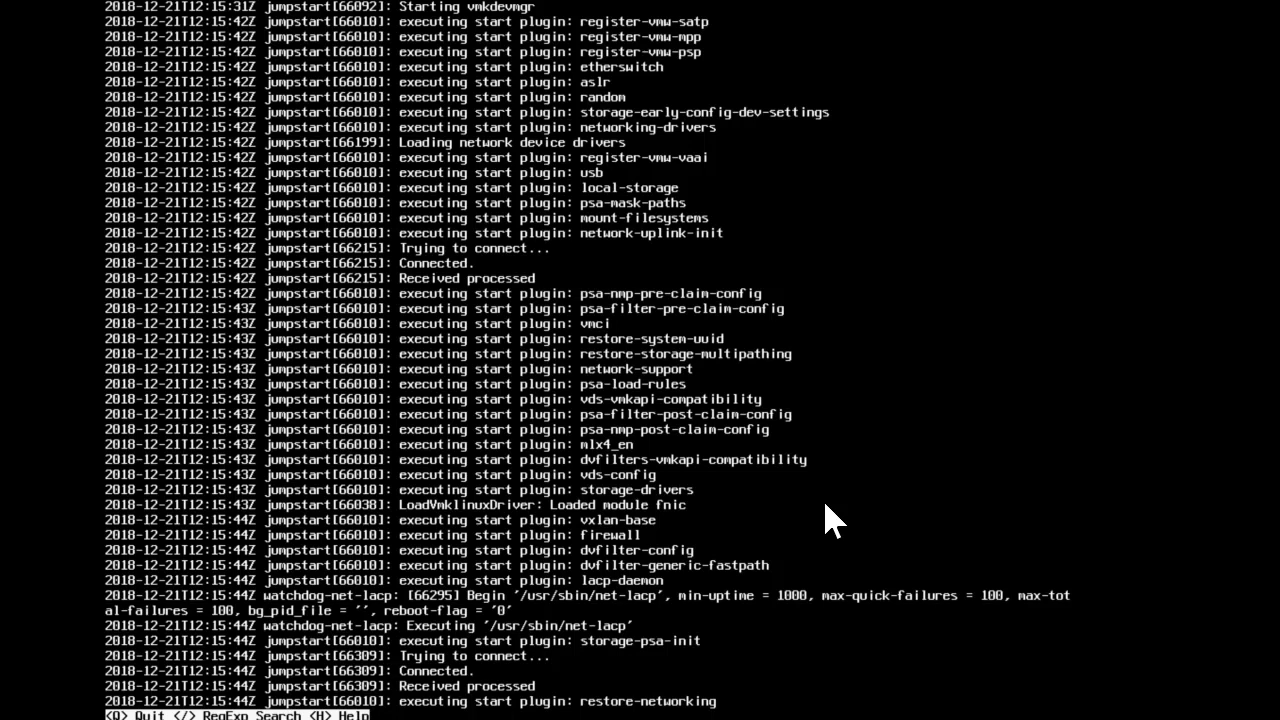 2018-12-21T12:15:31Z jumpstart[66092]: Starting vmkdevmgr
2018-12-21T12:15:42Z jumpstart[66010]: executing start plugin: register-vmw-satp
2018-12-21T12:15:42Z jumpstart[66010]: executing start plugin: register-vmw-mpp
2018-12-21T12:15:42Z jumpstart[66010]: executing start plugin: register-vmw-psp
2018-12-21T12:15:42Z jumpstart[66010]: executing start plugin: etherswitch
2018-12-21T12:15:42Z jumpstart[66010]: executing start plugin: aslr
2018-12-21T12:15:42Z jumpstart[66010]: executing start plugin: random
2018-12-21T12:15:42Z jumpstart[66010]: executing start plugin: storage-early-config-dev-settings
2018-12-21T12:15:42Z jumpstart[66010]: executing start plugin: networking-drivers
2018-12-21T12:15:42Z jumpstart[66199]: Loading network device drivers
2018-12-21T12:15:42Z jumpstart[66010]: executing start plugin: register-vmw-vaai
2018-12-21T12:15:42Z jumpstart[66010]: executing start plugin: usb
2018-12-21T12:15:42Z jumpstart[66010]: executing start plugin: local-storage
2018-12-21T12:15:42Z jumpstart[66010]: executing start plugin: psa-mask-paths
2018-12-21T12:15:42Z jumpstart[66010]: executing start plugin: mount-filesystems
2018-12-21T12:15:42Z jumpstart[66010]: executing start plugin: network-uplink-init
2018-12-21T12:15:42Z jumpstart[66215]: Trying to connect...
2018-12-21T12:15:42Z jumpstart[66215]: Connected.
2018-12-21T12:15:42Z jumpstart[66215]: Received processed
2018-12-21T12:15:42Z jumpstart[66010]: executing start plugin: psa-nmp-pre-claim-config
2018-12-21T12:15:43Z jumpstart[66010]: executing start plugin: psa-filter-pre-claim-config
2018-12-21T12:15:43Z jumpstart[66010]: executing start plugin: vmci
2018-12-21T12:15:43Z jumpstart[66010]: executing start plugin: restore-system-uuid
2018-12-21T12:15:43Z jumpstart[66010]: executing start plugin: restore-storage-multipathing
2018-12-21T12:15:43Z jumpstart[66010]: executing start plugin: network-support
2018-12-21T12:15:43Z jumpstart[66010]: executing start plugin: psa-load-rules
2018-12-21T12:15:43Z jumpstart[66010]: executing start plugin: vds-vmkapi-compatibility
2018-12-21T12:15:43Z jumpstart[66010]: executing start plugin: psa-filter-post-claim-config
2018-12-21T12:15:43Z jumpstart[66010]: executing start plugin: psa-nmp-post-claim-config
2018-12-21T12:15:43Z jumpstart[66010]: executing start plugin: mlx4_en
2018-12-21T12:15:43Z jumpstart[66010]: executing start plugin: dvfilters-vmkapi-compatibility
2018-12-21T12:15:43Z jumpstart[66010]: executing start plugin: vds-config
2018-12-21T12:15:43Z jumpstart[66010]: executing start plugin: storage-drivers
2018-12-21T12:15:43Z jumpstart[66038]: LoadVmklinuxDriver: Loaded module fnic
2018-12-21T12:15:44Z jumpstart[66010]: executing start plugin: vxlan-base
2018-12-21T12:15:44Z jumpstart[66010]: executing start plugin: firewall
2018-12-21T12:15:44Z jumpstart[66010]: executing start plugin: dvfilter-config
2018-12-21T12:15:44Z jumpstart[66010]: executing start plugin: dvfilter-generic-fastpath
2018-12-21T12:15:44Z jumpstart[66010]: executing start plugin: lacp-daemon
2018-12-21T12:15:44Z watchdog-net-lacp: [66295] Begin '/usr/sbin/net-lacp', min-uptime = 1000, max-quick-failures = 100, max-tot
al-failures = 100, bg_pid_file = '', reboot-flag = '0'
2018-12-21T12:15:44Z watchdog-net-lacp: Executing '/usr/sbin/net-lacp'
2018-12-21T12:15:44Z jumpstart[66010]: executing start plugin: storage-psa-init
2018-12-21T12:15:44Z jumpstart[66309]: Trying to connect...
2018-12-21T12:15:44Z jumpstart[66309]: Connected.
2018-12-21T12:15:44Z jumpstart[66309]: Received processed
2018-12-21T12:15:44Z jumpstart[66010]: executing start plugin: restore-networking
<Q> Quit </> RegExp Search <H> Help